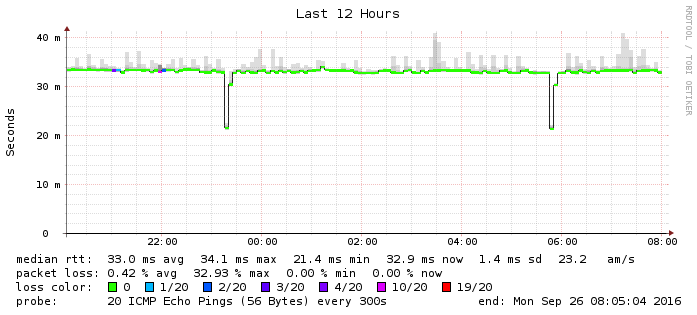 Last 12 Hours
RRDTOOL / TOBI OETIKER
Seconds
40 m
30 m
20 m
10 m
0
22:00 00:00 02:00 04:00 06:00 08:00
median rtt: 33.0 ms avg 34.1 ms max 21.4 ms min 32.9 ms now 1.4 ms sd 23.2 am/s
packet loss: 0.42 % avg 32.93 % max 0.00 % min 0.00 % now
loss color: 0 1/20 2/20 3/20 4/20 10/20 19/20
probe: 20 ICMP Echo Pings (56 Bytes) every 300s end: Mon Sep 26 08:05:04 2016